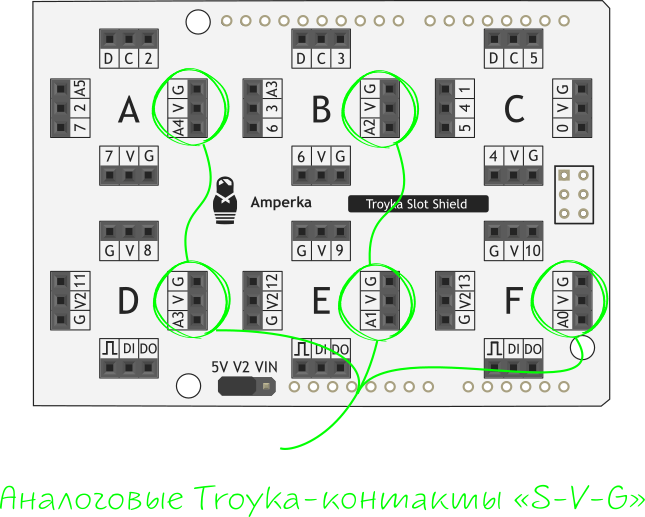 D C 2
D C 3
D C 5
7 2 A5
A
A4 V G
6 3 A3
B
A2 V G
5 4 1
C
0 V G
7 V G
6 V G
4 V G
Amperka
Troyka Slot Shield
G V 8
G V 9
G V 10
G V2 11
D
A3 V G
G V2 12
E
A1 V G
G V2 13
F
A0 V G
DI DO
DI DO
DI DO
5V V2 VIN
Аналоговые Troyka-контакты «S-V-G»